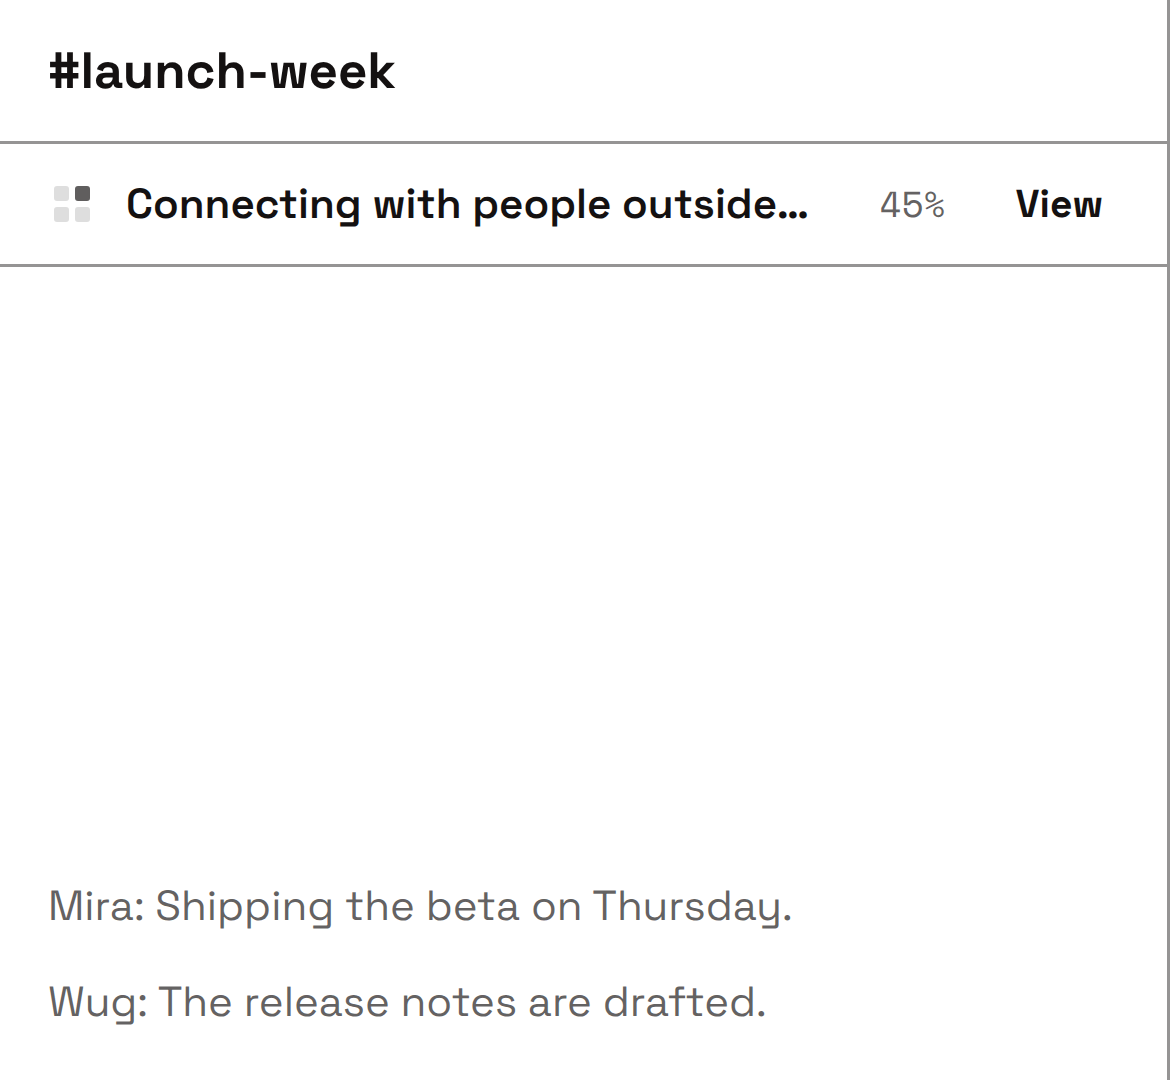 #launch-week
Connecting with people outside... 45% View
Mira: Shipping the beta on Thursday.
Wug: The release notes are drafted.